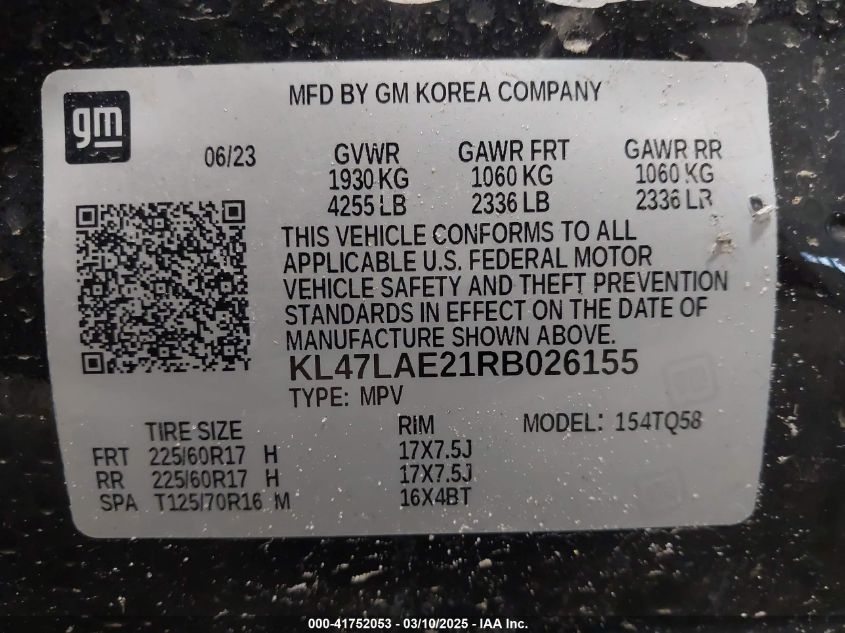 MFD BY GM KOREA COMPANY
gm
06/23 GVWR GAWR FRT GAWR RR
1930 KG 1060 KG 1060 KG
4255 LB 2336 LB 2336 LB
THIS VEHICLE CONFORMS TO ALL
APPLICABLE U.S. FEDERAL MOTOR
VEHICLE SAFETY AND THEFT PREVENTION
STANDARDS IN EFFECT ON THE DATE OF
MANUFACTURE SHOWN ABOVE.
KL47LAE21RB026155
TYPE: MPV
TIRE SIZE RIM MODEL: 154TQ58
FRT 225/60R17 H 17X7.5J
RR 225/60R17 H 17X7.5J
SPA T125/70R16 M 16X4BT
000-41752053 - 03/10/2025 - IAA Inc.